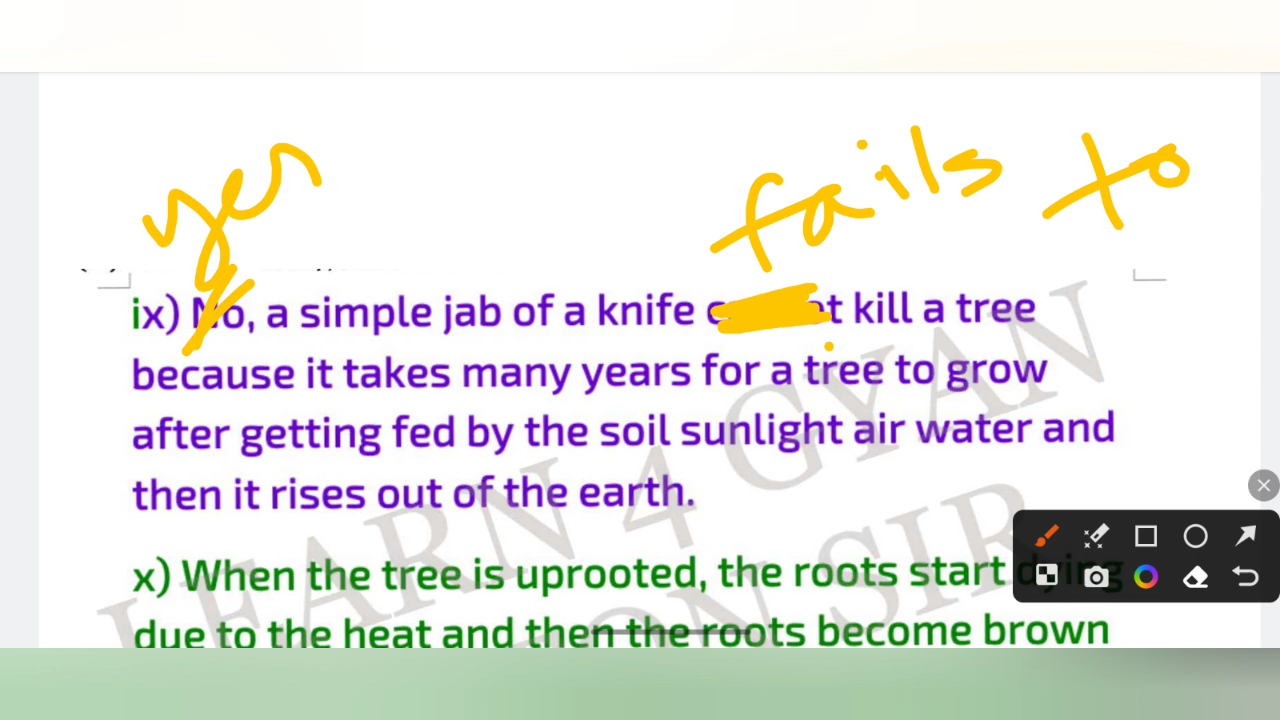 yes
fails to
ix) No, a simple jab of a knife kill a tree
because it takes many years for a tree to grow
after getting fed by the soil sunlight air water and
then it rises out of the earth.
x) When the tree is uprooted, the roots start dying
due to the heat and then the roots become brown
LEARN 4 GYAN
SIR